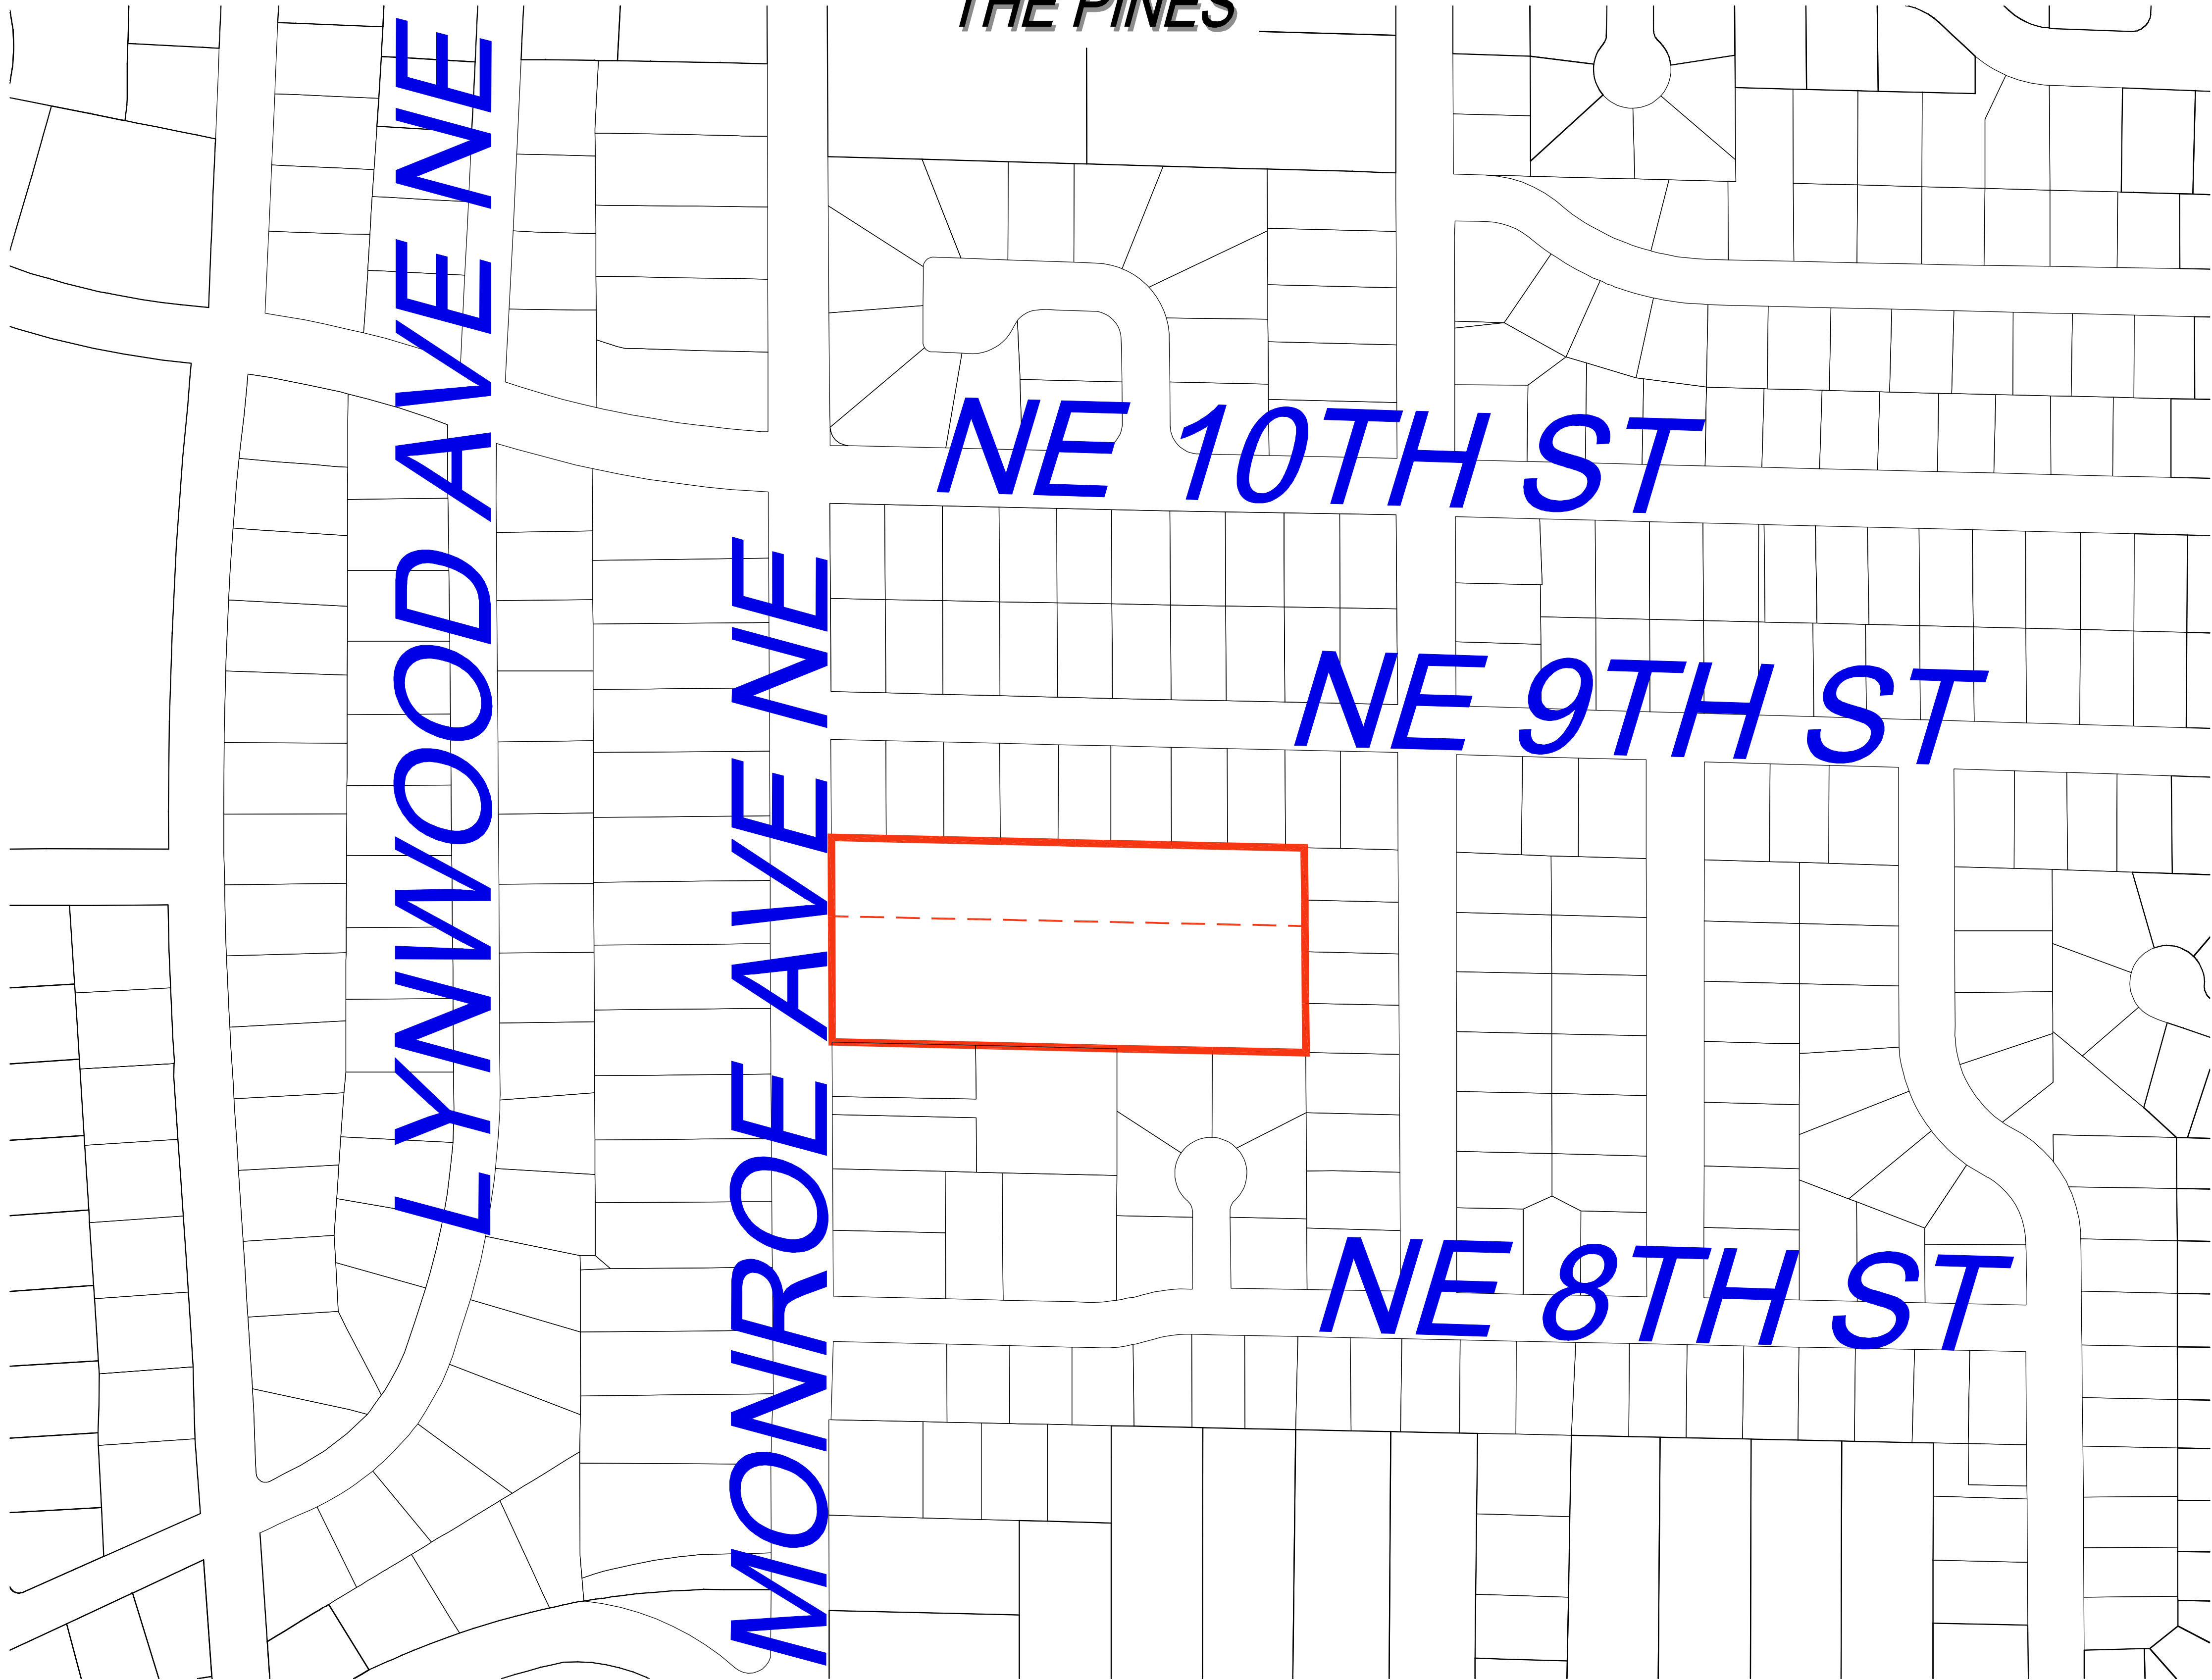 THE PINES
LYNWOOD AVE NE
NE 10TH ST
MONROE AVE NE
NE 9TH ST
NE 8TH ST